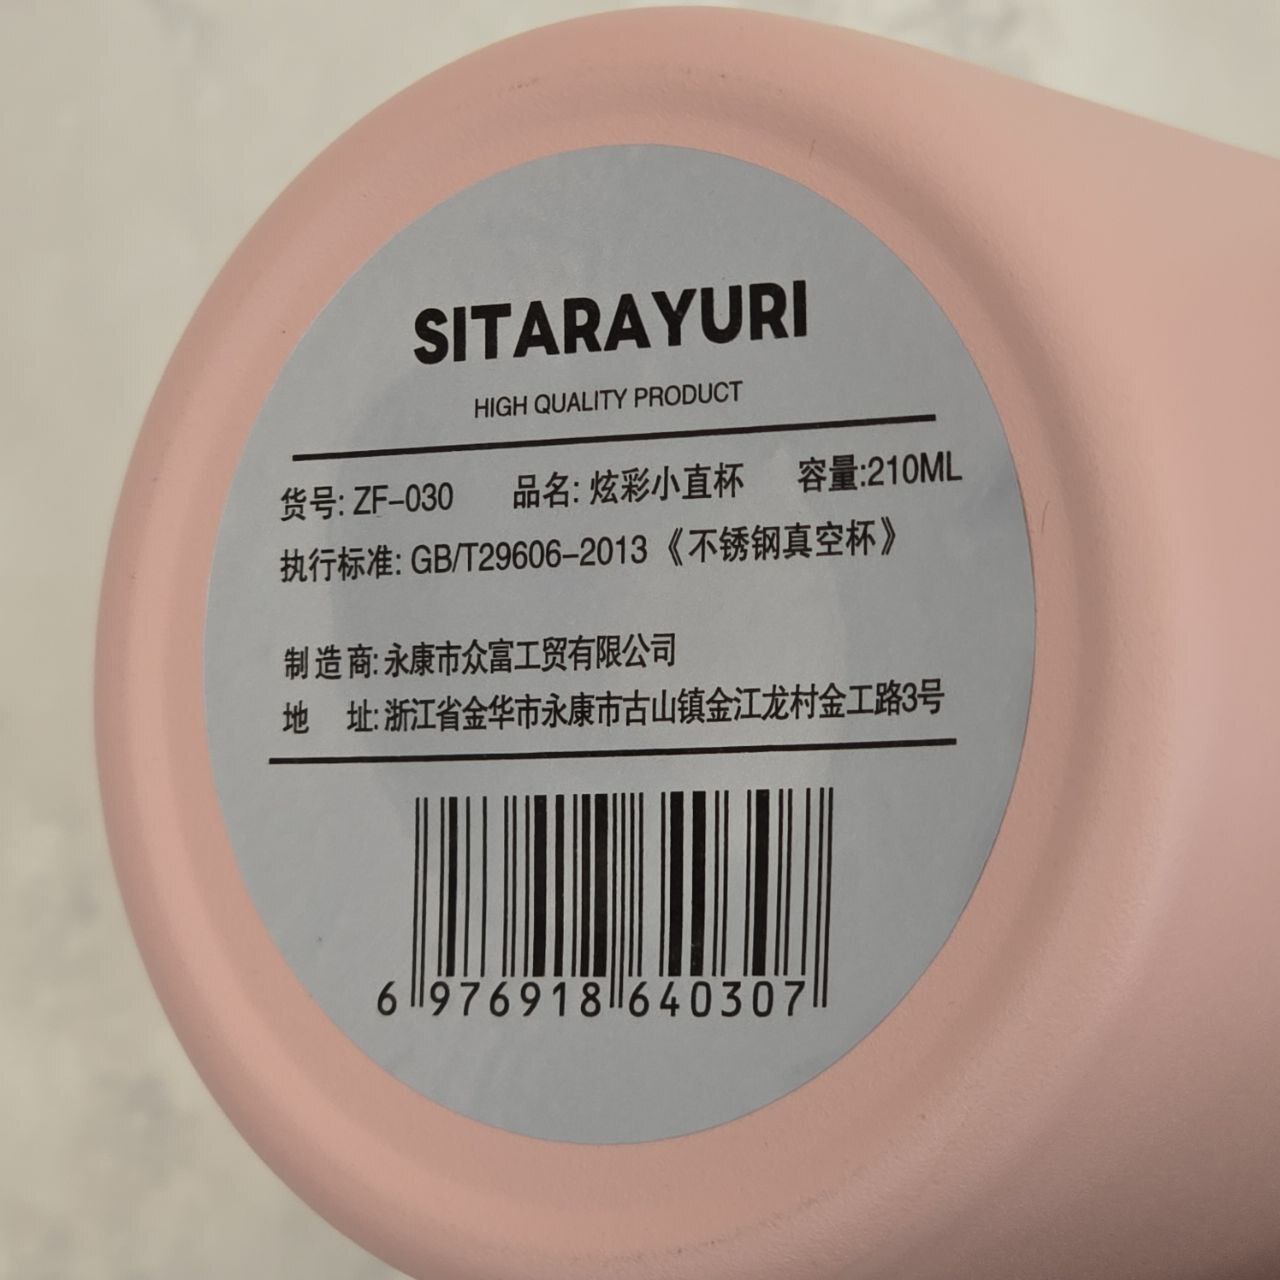 SITARAYURI
HIGH QUALITY PRODUCT
货号: ZF-030 品名: 炫彩小直杯 容量:210ML
执行标准: GB/T29606-2013《不锈钢真空杯》
制造商: 永康市众富工贸有限公司
地 址: 浙江省金华市永康市古山镇金江龙村金工路3号
6 976918 640307